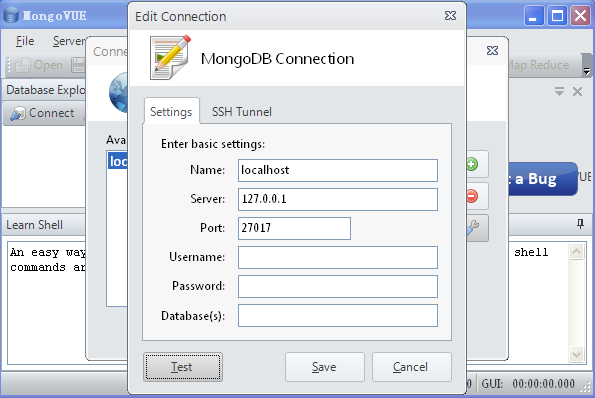 MongoVUE
File Server
Open Map Reduce
Database Explo
Connect
Conne
Avai
loc
t a Bug
VUE
Learn Shell
An easy way shell
commands an
GUI: 00:00:00.000
Edit Connection
MongoDB Connection
Settings SSH Tunnel
Enter basic settings:
Name: localhost
Server: 127.0.0.1
Port: 27017
Username:
Password:
Database(s):
Test Save Cancel